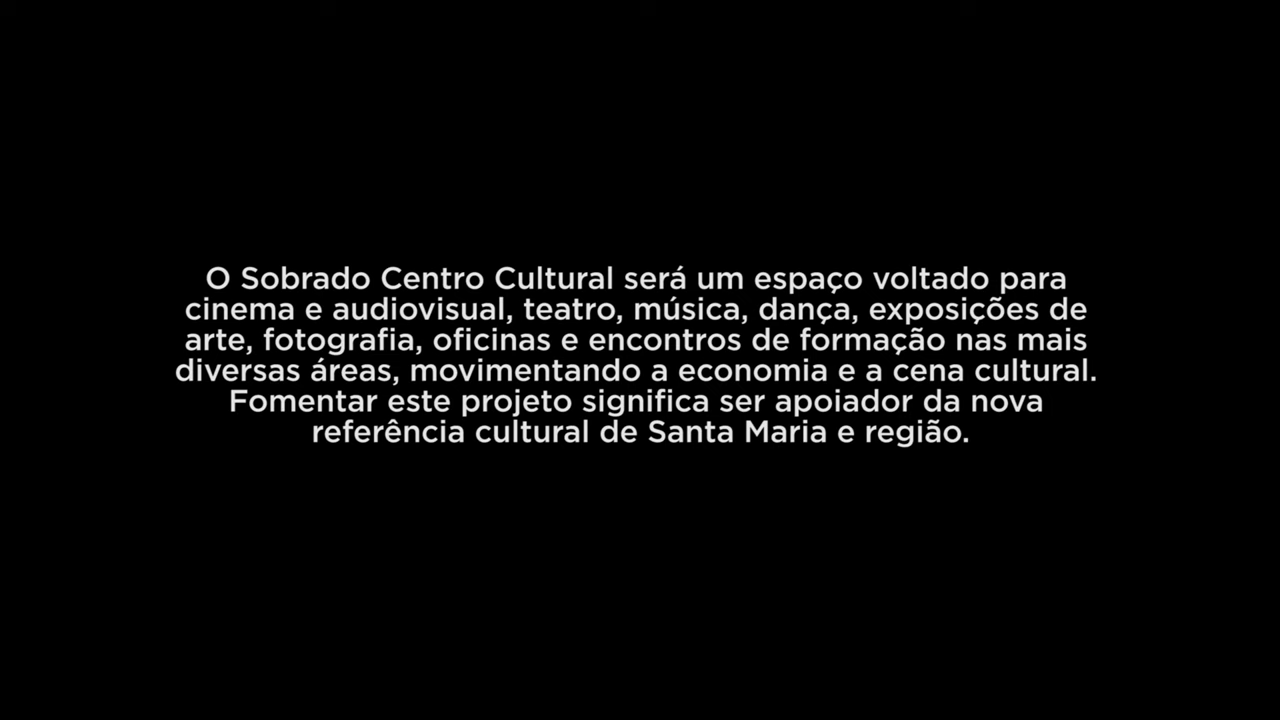 O Sobrado Centro Cultural será um espaço voltado para
cinema e audiovisual, teatro, música, dança, exposições de
arte, fotografia, oficinas e encontros de formação nas mais
diversas áreas, movimentando a economia e a cena cultural.
Fomentar este projeto significa ser apoiador da nova
referência cultural de Santa Maria e região.